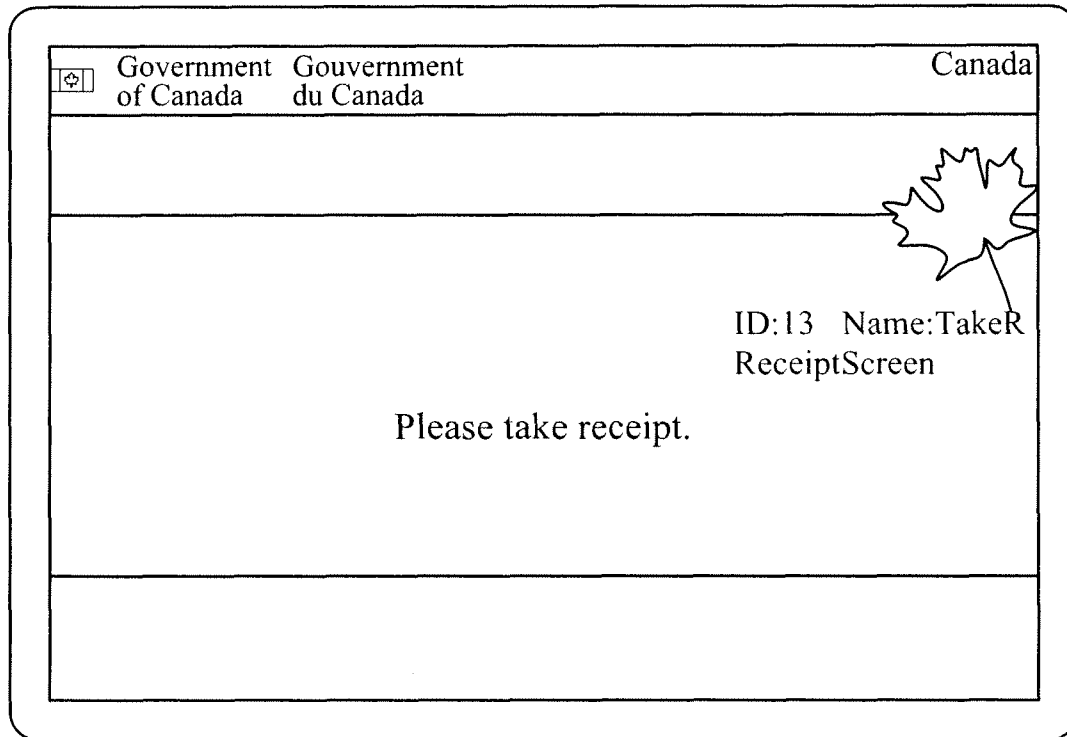 Government Gouvernment Canada
of Canada du Canada
ID:13 Name:TakeR
ReceiptScreen
Please take receipt.